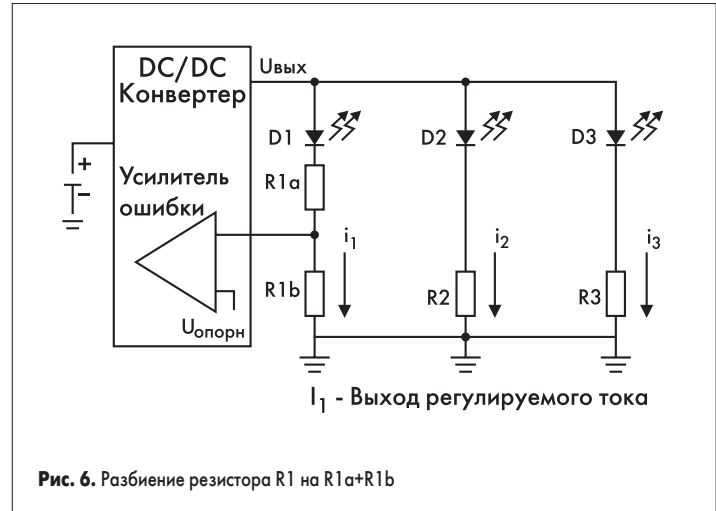 DC/DC
Конвертер
Uвых
+
-
Усилитель
ошибки
Uопорн
D1
R1a
R1b
i1
D2
R2
i2
D3
R3
i3
I1 - Выход регулируемого тока
Рис. 6. Разбиение резистора R1 на R1a+R1b